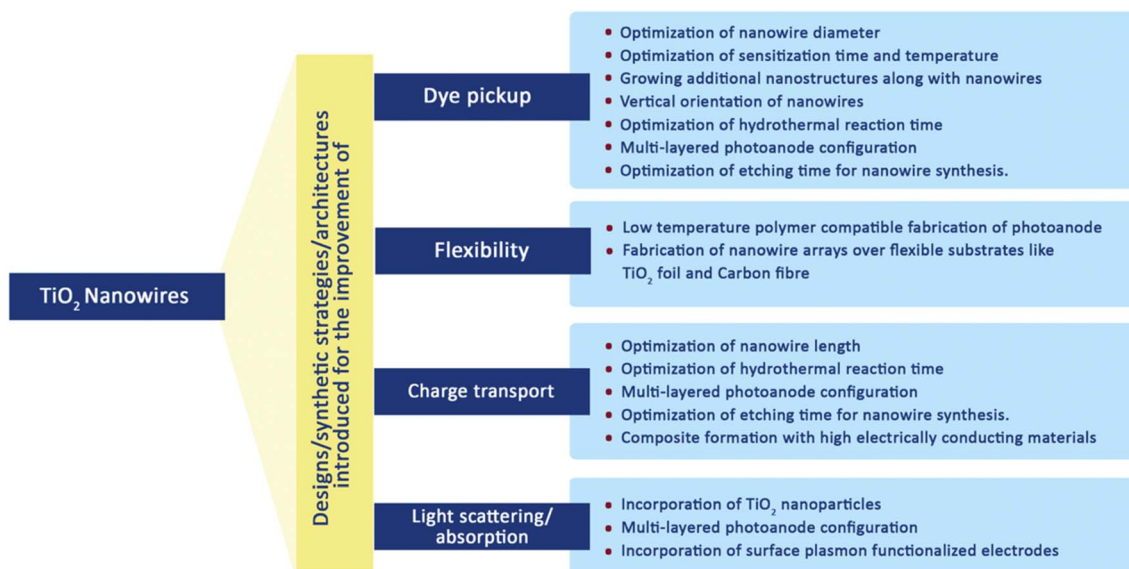 TiO₂ Nanowires
Designs/synthetic strategies/architectures
introduced for the improvement of
Dye pickup
• Optimization of nanowire diameter
• Optimization of sensitization time and temperature
• Growing additional nanostructures along with nanowires
• Vertical orientation of nanowires
• Optimization of hydrothermal reaction time
• Multi-layered photoanode configuration
• Optimization of etching time for nanowire synthesis.
Flexibility
• Low temperature polymer compatible fabrication of photoanode
• Fabrication of nanowire arrays over flexible substrates like
TiO₂ foil and Carbon fibre
Charge transport
• Optimization of nanowire length
• Optimization of hydrothermal reaction time
• Multi-layered photoanode configuration
• Optimization of etching time for nanowire synthesis.
• Composite formation with high electrically conducting materials
Light scattering/
absorption
• Incorporation of TiO₂ nanoparticles
• Multi-layered photoanode configuration
• Incorporation of surface plasmon functionalized electrodes